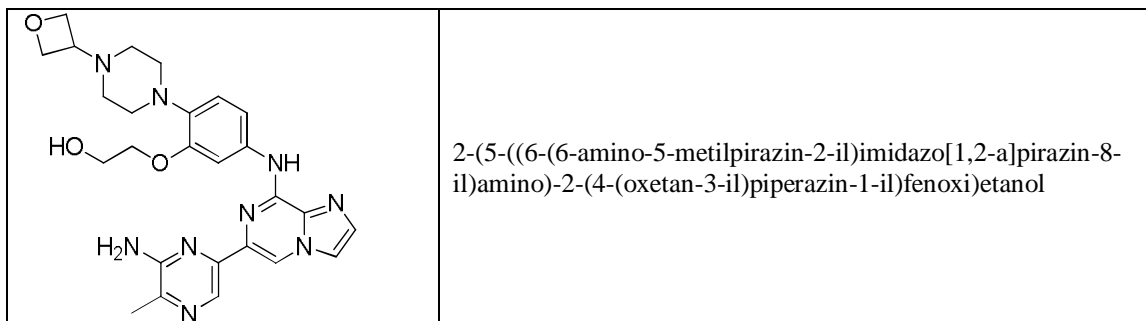 O
N
N
HO
O
NH
N
N
N
H2N
N
N
2-(5-((6-(6-amino-5-metilpirazin-2-il)imidazo[1,2-a]pirazin-8-
il)amino)-2-(4-(oxetan-3-il)piperazin-1-il)fenoxi)etanol